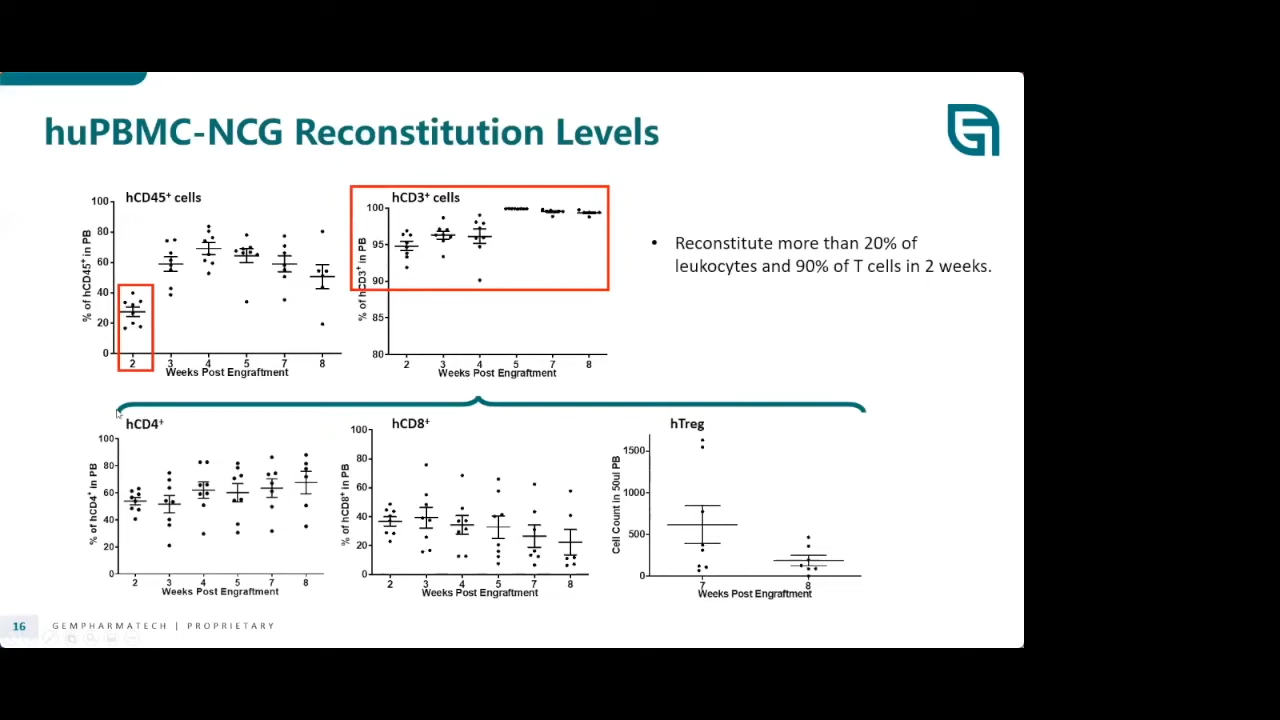 huPBMC-NCG Reconstitution Levels
hCD45⁺ cells
% of hCD45⁺ in PB
100
80
60
40
20
0
2 3 4 5 7 8
Weeks Post Engraftment
hCD3⁺ cells
% of hCD3⁺ in PB
100
95
90
85
80
2 3 4 5 7 8
Weeks Post Engraftment
• Reconstitute more than 20% of
leukocytes and 90% of T cells in 2 weeks.
hCD4⁺
% of hCD4⁺ in PB
100
80
60
40
20
0
2 3 4 5 7 8
Weeks Post Engraftment
hCD8⁺
% of hCD8⁺ in PB
100
80
60
40
20
0
2 3 4 5 7 8
Weeks Post Engraftment
hTreg
Cell Count in 50ul PB
1500
1000
500
0
7 8
Weeks Post Engraftment
16
GEMPHARMATECH | PROPRIETARY